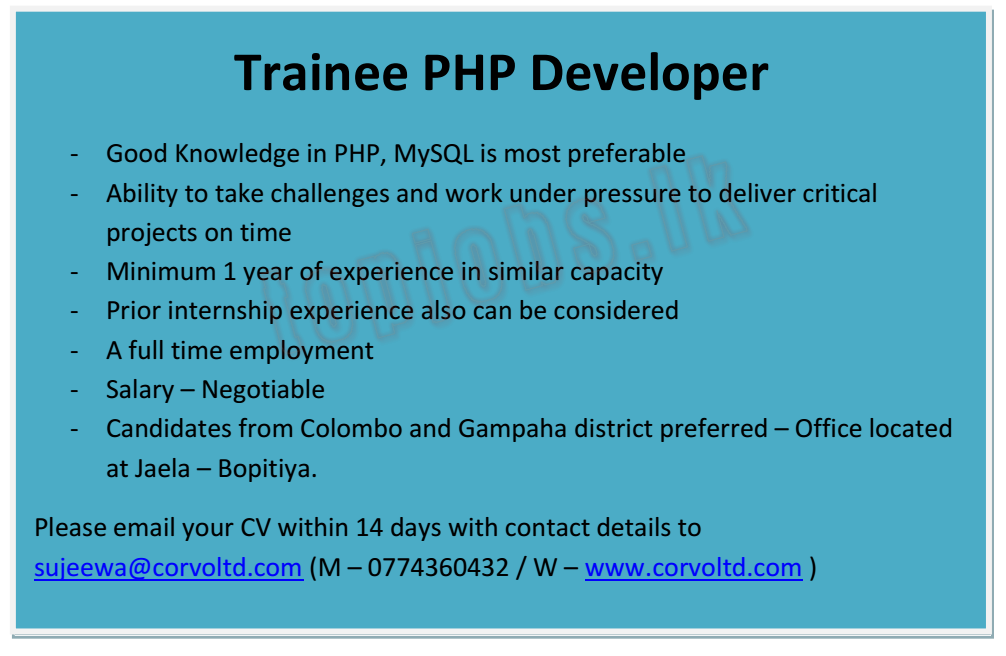 Trainee PHP Developer
- Good Knowledge in PHP, MySQL is most preferable
- Ability to take challenges and work under pressure to deliver critical
projects on time
- Minimum 1 year of experience in similar capacity
- Prior internship experience also can be considered
- A full time employment
- Salary – Negotiable
- Candidates from Colombo and Gampaha district preferred – Office located
at Jaela – Bopitiya.
Please email your CV within 14 days with contact details to
sujeewa@corvoltd.com (M – 0774360432 / W – www.corvoltd.com )
topjobs.lk